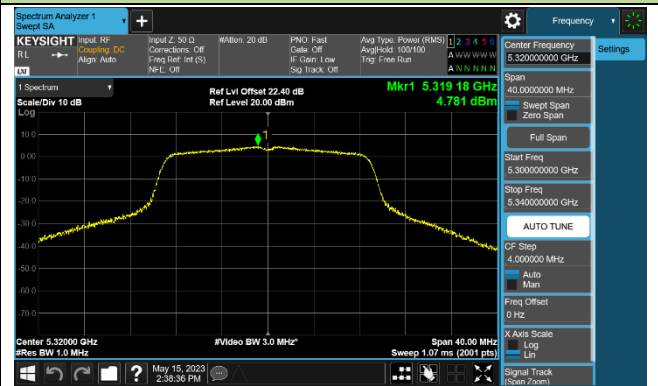 Spectrum Analyzer 1
Swept SA
Frequency
KEYSIGHT
RL
LXI
Input: RF
Coupling: DC
Align: Auto
Input Z: 50 Ω
Corrections: Off
Freq Ref: Int (S)
NFE: Off
#Atten: 20 dB
PNO: Fast
Gate: Off
IF Gain: Low
Sig Track: Off
Avg Type: Power (RMS)
Avg|Hold: 100/100
Trig: Free Run
1 2 3 4 5 6
A W W W W W
A N N N N N
1 Spectrum
Scale/Div 10 dB
Log
Ref Lvl Offset 22.40 dB
Ref Level 20.00 dBm
Mkr1 5.319 18 GHz
4.781 dBm
1
10.0
0.00
-10.0
-20.0
-30.0
-40.0
-50.0
-60.0
-70.0
Center 5.32000 GHz
#Res BW 1.0 MHz
#Video BW 3.0 MHz*
Span 40.00 MHz
Sweep 1.07 ms (2001 pts)
Center Frequency
5.320000000 GHz
Span
40.0000000 MHz
Swept Span
Zero Span
Full Span
Start Freq
5.300000000 GHz
Stop Freq
5.340000000 GHz
AUTO TUNE
CF Step
4.000000 MHz
Auto
Man
Freq Offset
0 Hz
X Axis Scale
Log
Lin
Signal Track
(Span Zoom)
Settings
May 15, 2023
2:38:36 PM